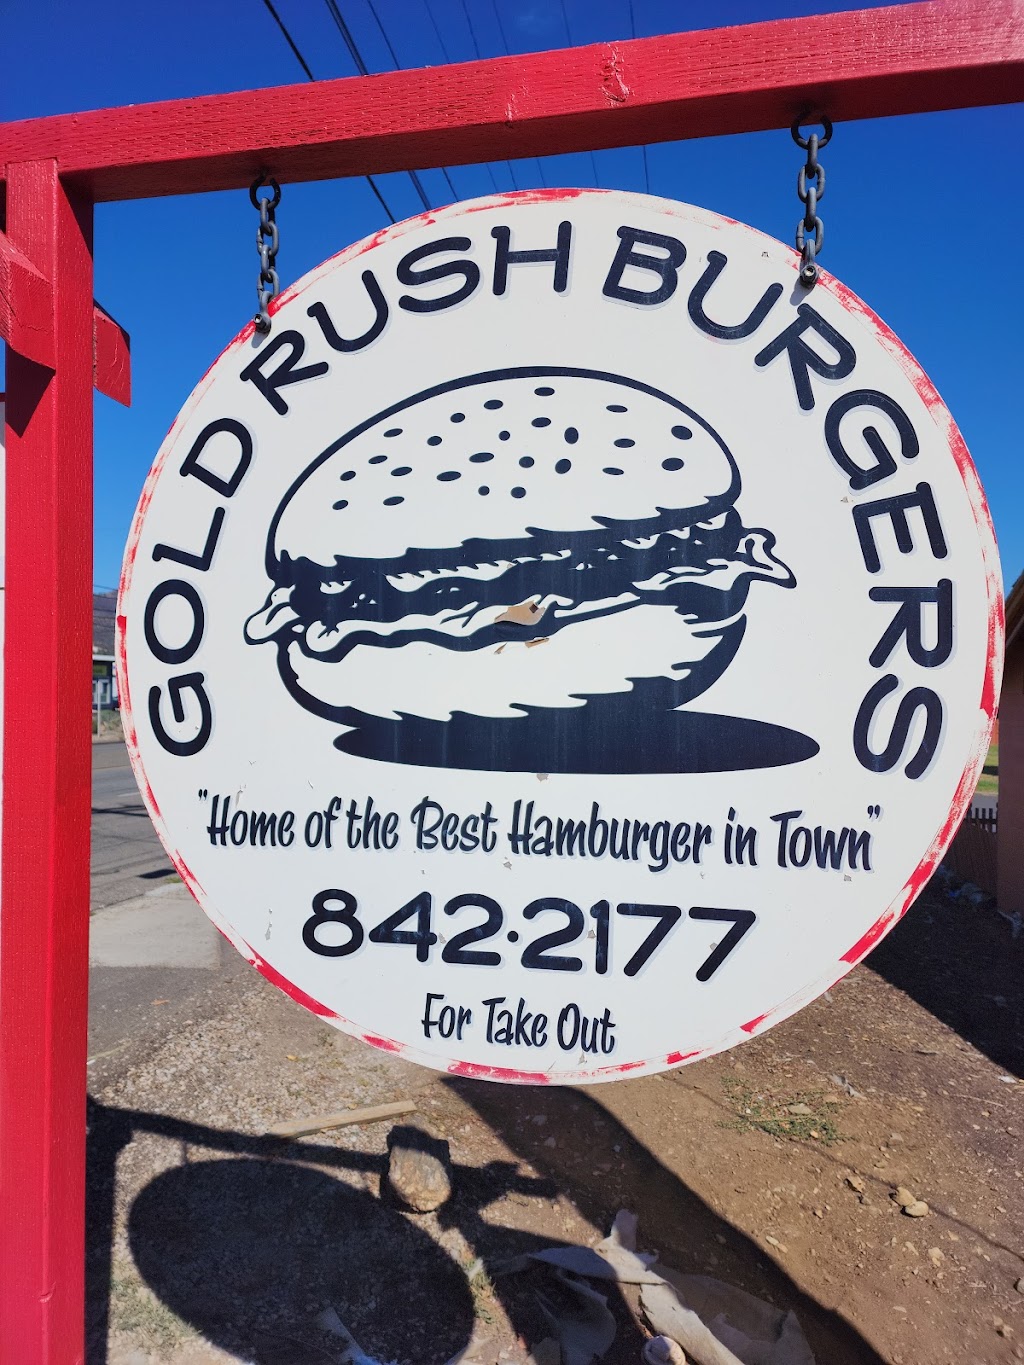 GOLD RUSH BURGERS
"Home of the Best Hamburger in Town"
842·2177
For Take Out